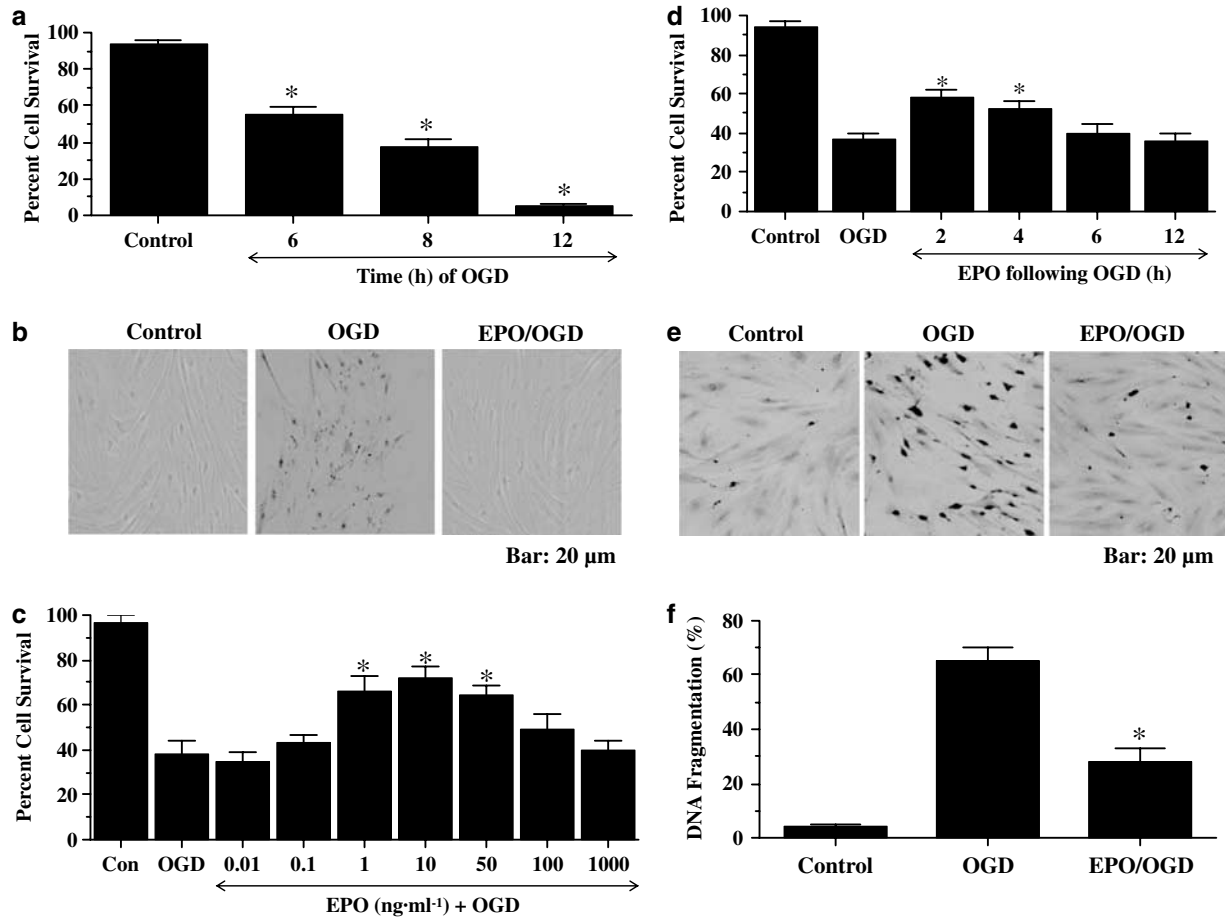 a
Percent Cell Survival
100
80
60
40
20
0
Control
6
8
12
*
*
*
Time (h) of OGD
b
Control
OGD
EPO/OGD
Bar: 20 µm
c
Percent Cell Survival
100
80
60
40
20
0
*
*
*
Con
OGD
0.01
0.1
1
10
50
100
1000
EPO (ng·ml-1) + OGD
d
Percent Cell Survival
100
80
60
40
20
0
*
*
Control
OGD
2
4
6
12
EPO following OGD (h)
e
Control
OGD
EPO/OGD
Bar: 20 µm
f
DNA Fragmentation (%)
80
60
40
20
0
*
Control
OGD
EPO/OGD